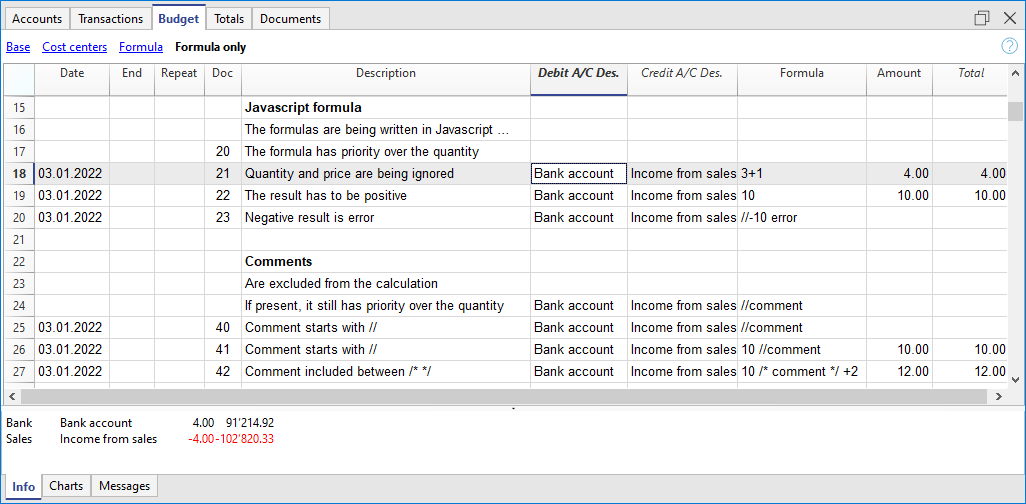 Accounts Transactions Budget Totals Documents
Base Cost centers Formula Formula only ?
Date End Repeat Doc Description Debit A/C Des. Credit A/C Des. Formula Amount Total
15 Javascript formula
16 The formulas are being written in Javascript ...
17 20 The formula has priority over the quantity
18 03.01.2022 21 Quantity and price are being ignored Bank account Income from sales 3+1 4.00 4.00
19 03.01.2022 22 The result has to be positive Bank account Income from sales 10 10.00 10.00
20 03.01.2022 23 Negative result is error Bank account Income from sales //-10 error
21
22 Comments
23 Are excluded from the calculation
24 If present, it still has priority over the quantity Bank account Income from sales //comment
25 03.01.2022 40 Comment starts with // Bank account Income from sales //comment
26 03.01.2022 41 Comment starts with // Bank account Income from sales 10 //comment 10.00 10.00
27 03.01.2022 42 Comment included between /* */ Bank account Income from sales 10 /* comment */ +2 12.00 12.00
Bank Bank account 4.00 91'214.92
Sales Income from sales -4.00 -102'820.33
Info Charts Messages